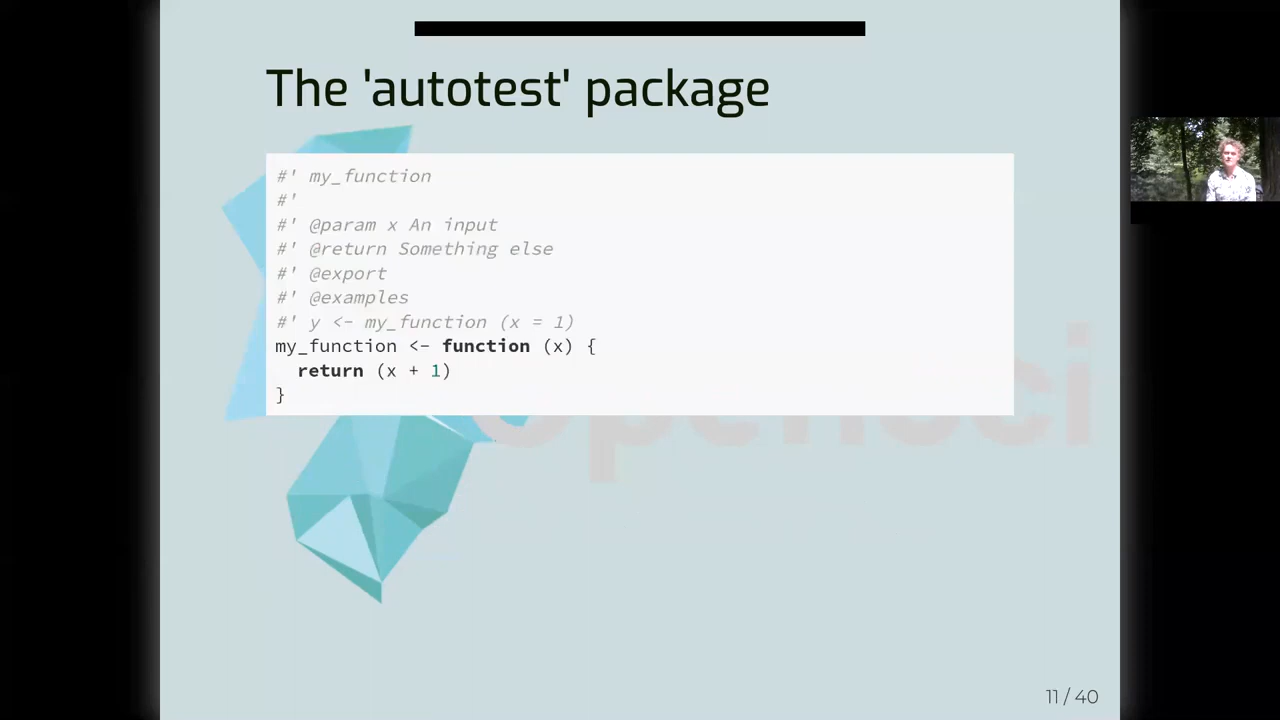 The 'autotest' package
#' my_function
#'
#' @param x An input
#' @return Something else
#' @export
#' @examples
#' y <- my_function (x = 1)
my_function <- function (x) {
  return (x + 1)
}
11 / 40